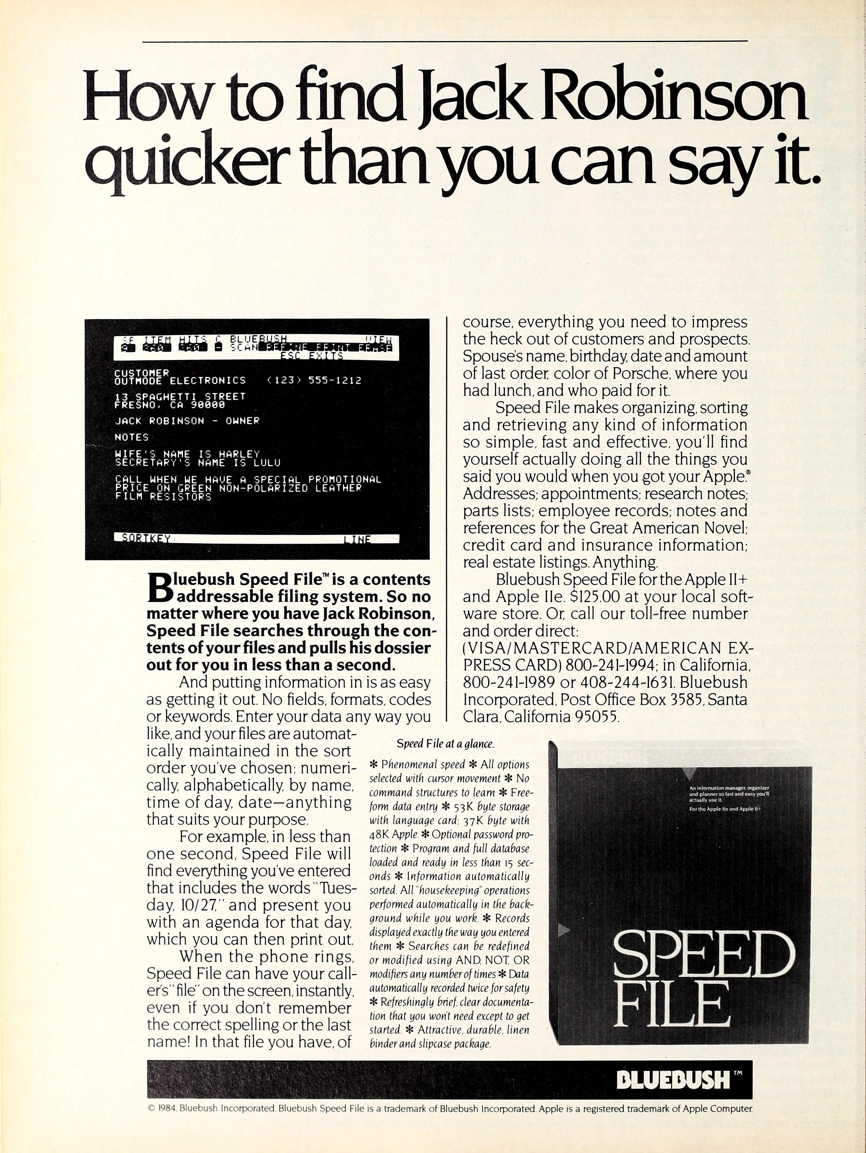 How to find Jack Robinson
quicker than you can say it.
ITEM HITS C BLUEBUSH VIEW
SCAN REFINE PRINT ERASE
ESC EXITS
CUSTOMER
OUTMODE ELECTRONICS (123) 555-1212
13 SPAGHETTI STREET
FRESNO, CA 90000
JACK ROBINSON - OWNER
NOTES
WIFE'S NAME IS HARLEY
SECRETARY'S NAME IS LULU
CALL WHEN WE HAVE A SPECIAL PROMOTIONAL
PRICE ON GREEN NON-POLARIZED LEATHER
FILM RESISTORS
SORTKEY LINE
Bluebush Speed File™ is a contents
addressable filing system. So no
matter where you have Jack Robinson,
Speed File searches through the con-
tents of your files and pulls his dossier
out for you in less than a second.
And putting information in is as easy
as getting it out. No fields, formats, codes
or keywords. Enter your data any way you
like, and your files are automat-
ically maintained in the sort
order you've chosen: numeri-
cally, alphabetically, by name,
time of day, date—anything
that suits your purpose.
For example, in less than
one second, Speed File will
find everything you've entered
that includes the words "Tues-
day, 10/27," and present you
with an agenda for that day,
which you can then print out.
When the phone rings,
Speed File can have your call-
er's "file" on the screen, instantly,
even if you don't remember
the correct spelling or the last
name! In that file you have, of
course, everything you need to impress
the heck out of customers and prospects.
Spouse's name, birthday, date and amount
of last order, color of Porsche, where you
had lunch, and who paid for it.
Speed File makes organizing, sorting
and retrieving any kind of information
so simple, fast and effective, you'll find
yourself actually doing all the things you
said you would when you got your Apple.®
Addresses; appointments; research notes;
parts lists; employee records; notes and
references for the Great American Novel;
credit card and insurance information;
real estate listings. Anything.
Bluebush Speed File for the Apple II+
and Apple IIe. $125.00 at your local soft-
ware store. Or, call our toll-free number
and order direct:
(VISA/MASTERCARD/AMERICAN EX-
PRESS CARD) 800-241-1994; in California,
800-241-1989 or 408-244-1631. Bluebush
Incorporated, Post Office Box 3585, Santa
Clara, California 95055.
Speed File at a glance.
✻ Phenomenal speed ✻ All options
selected with cursor movement ✻ No
command structures to learn ✻ Free-
form data entry ✻ 53K byte storage
with language card; 37K byte with
48K Apple. ✻ Optional password pro-
tection ✻ Program and full database
loaded and ready in less than 15 sec-
onds ✻ Information automatically
sorted. All "housekeeping" operations
performed automatically in the back-
ground while you work. ✻ Records
displayed exactly the way you entered
them ✻ Searches can be redefined
or modified using AND, NOT, OR
modifiers any number of times ✻ Data
automatically recorded twice for safety
✻ Refreshingly brief, clear documenta-
tion that you won't need except to get
started. ✻ Attractive, durable, linen
binder and slipcase package.
An information manager, organizer
and planner so fast and easy you'll
actually use it.
For the Apple IIe and Apple II+
SPEED
FILE
BLUEBUSH™
© 1984. Bluebush Incorporated. Bluebush Speed File is a trademark of Bluebush Incorporated. Apple is a registered trademark of Apple Computer.